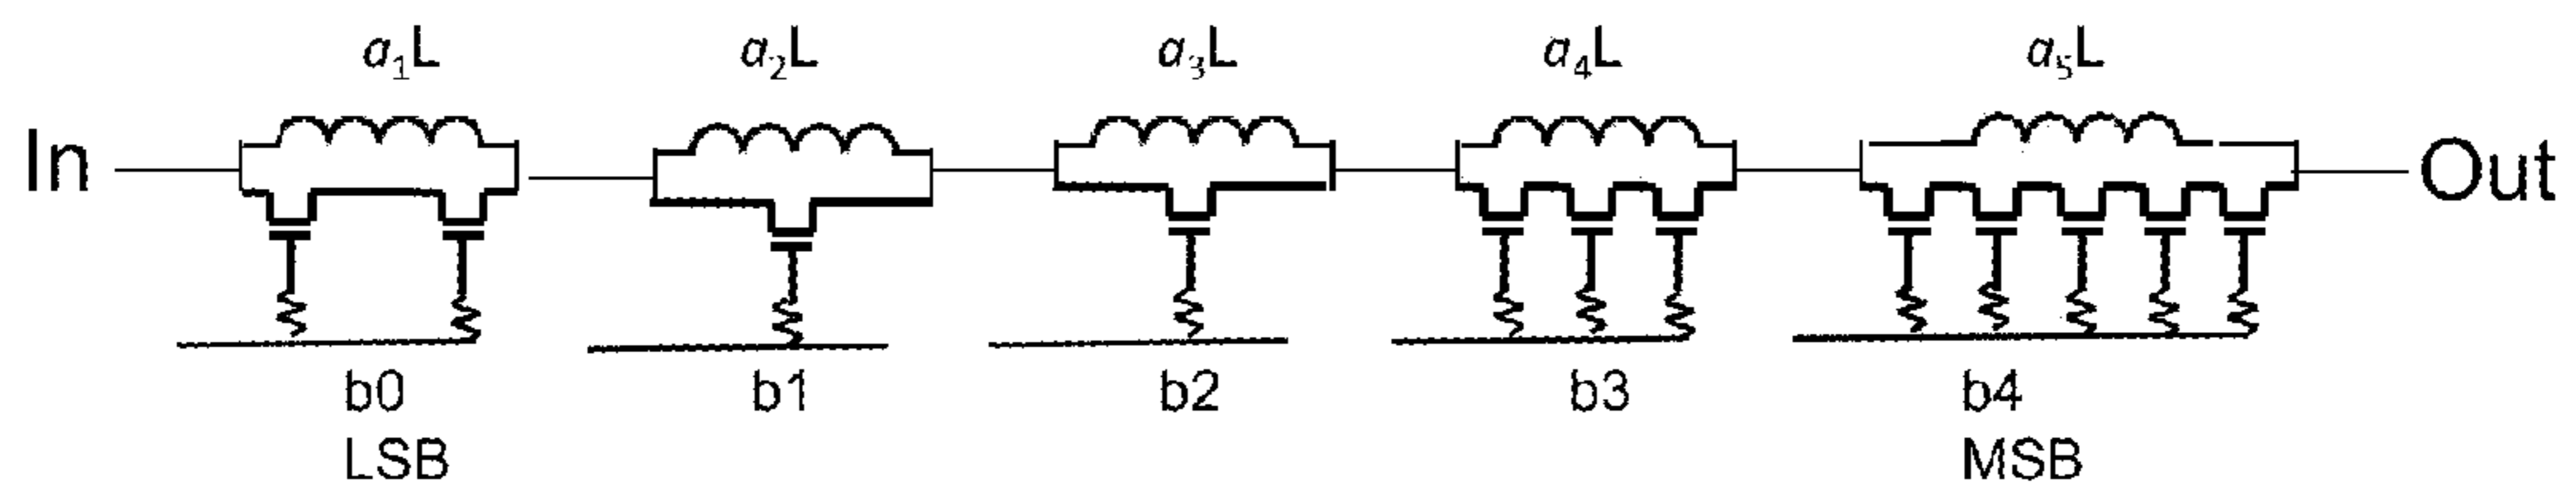 a₁L a₂L a₃L a₄L a₅L
In Out
b0 b1 b2 b3 b4
LSB MSB